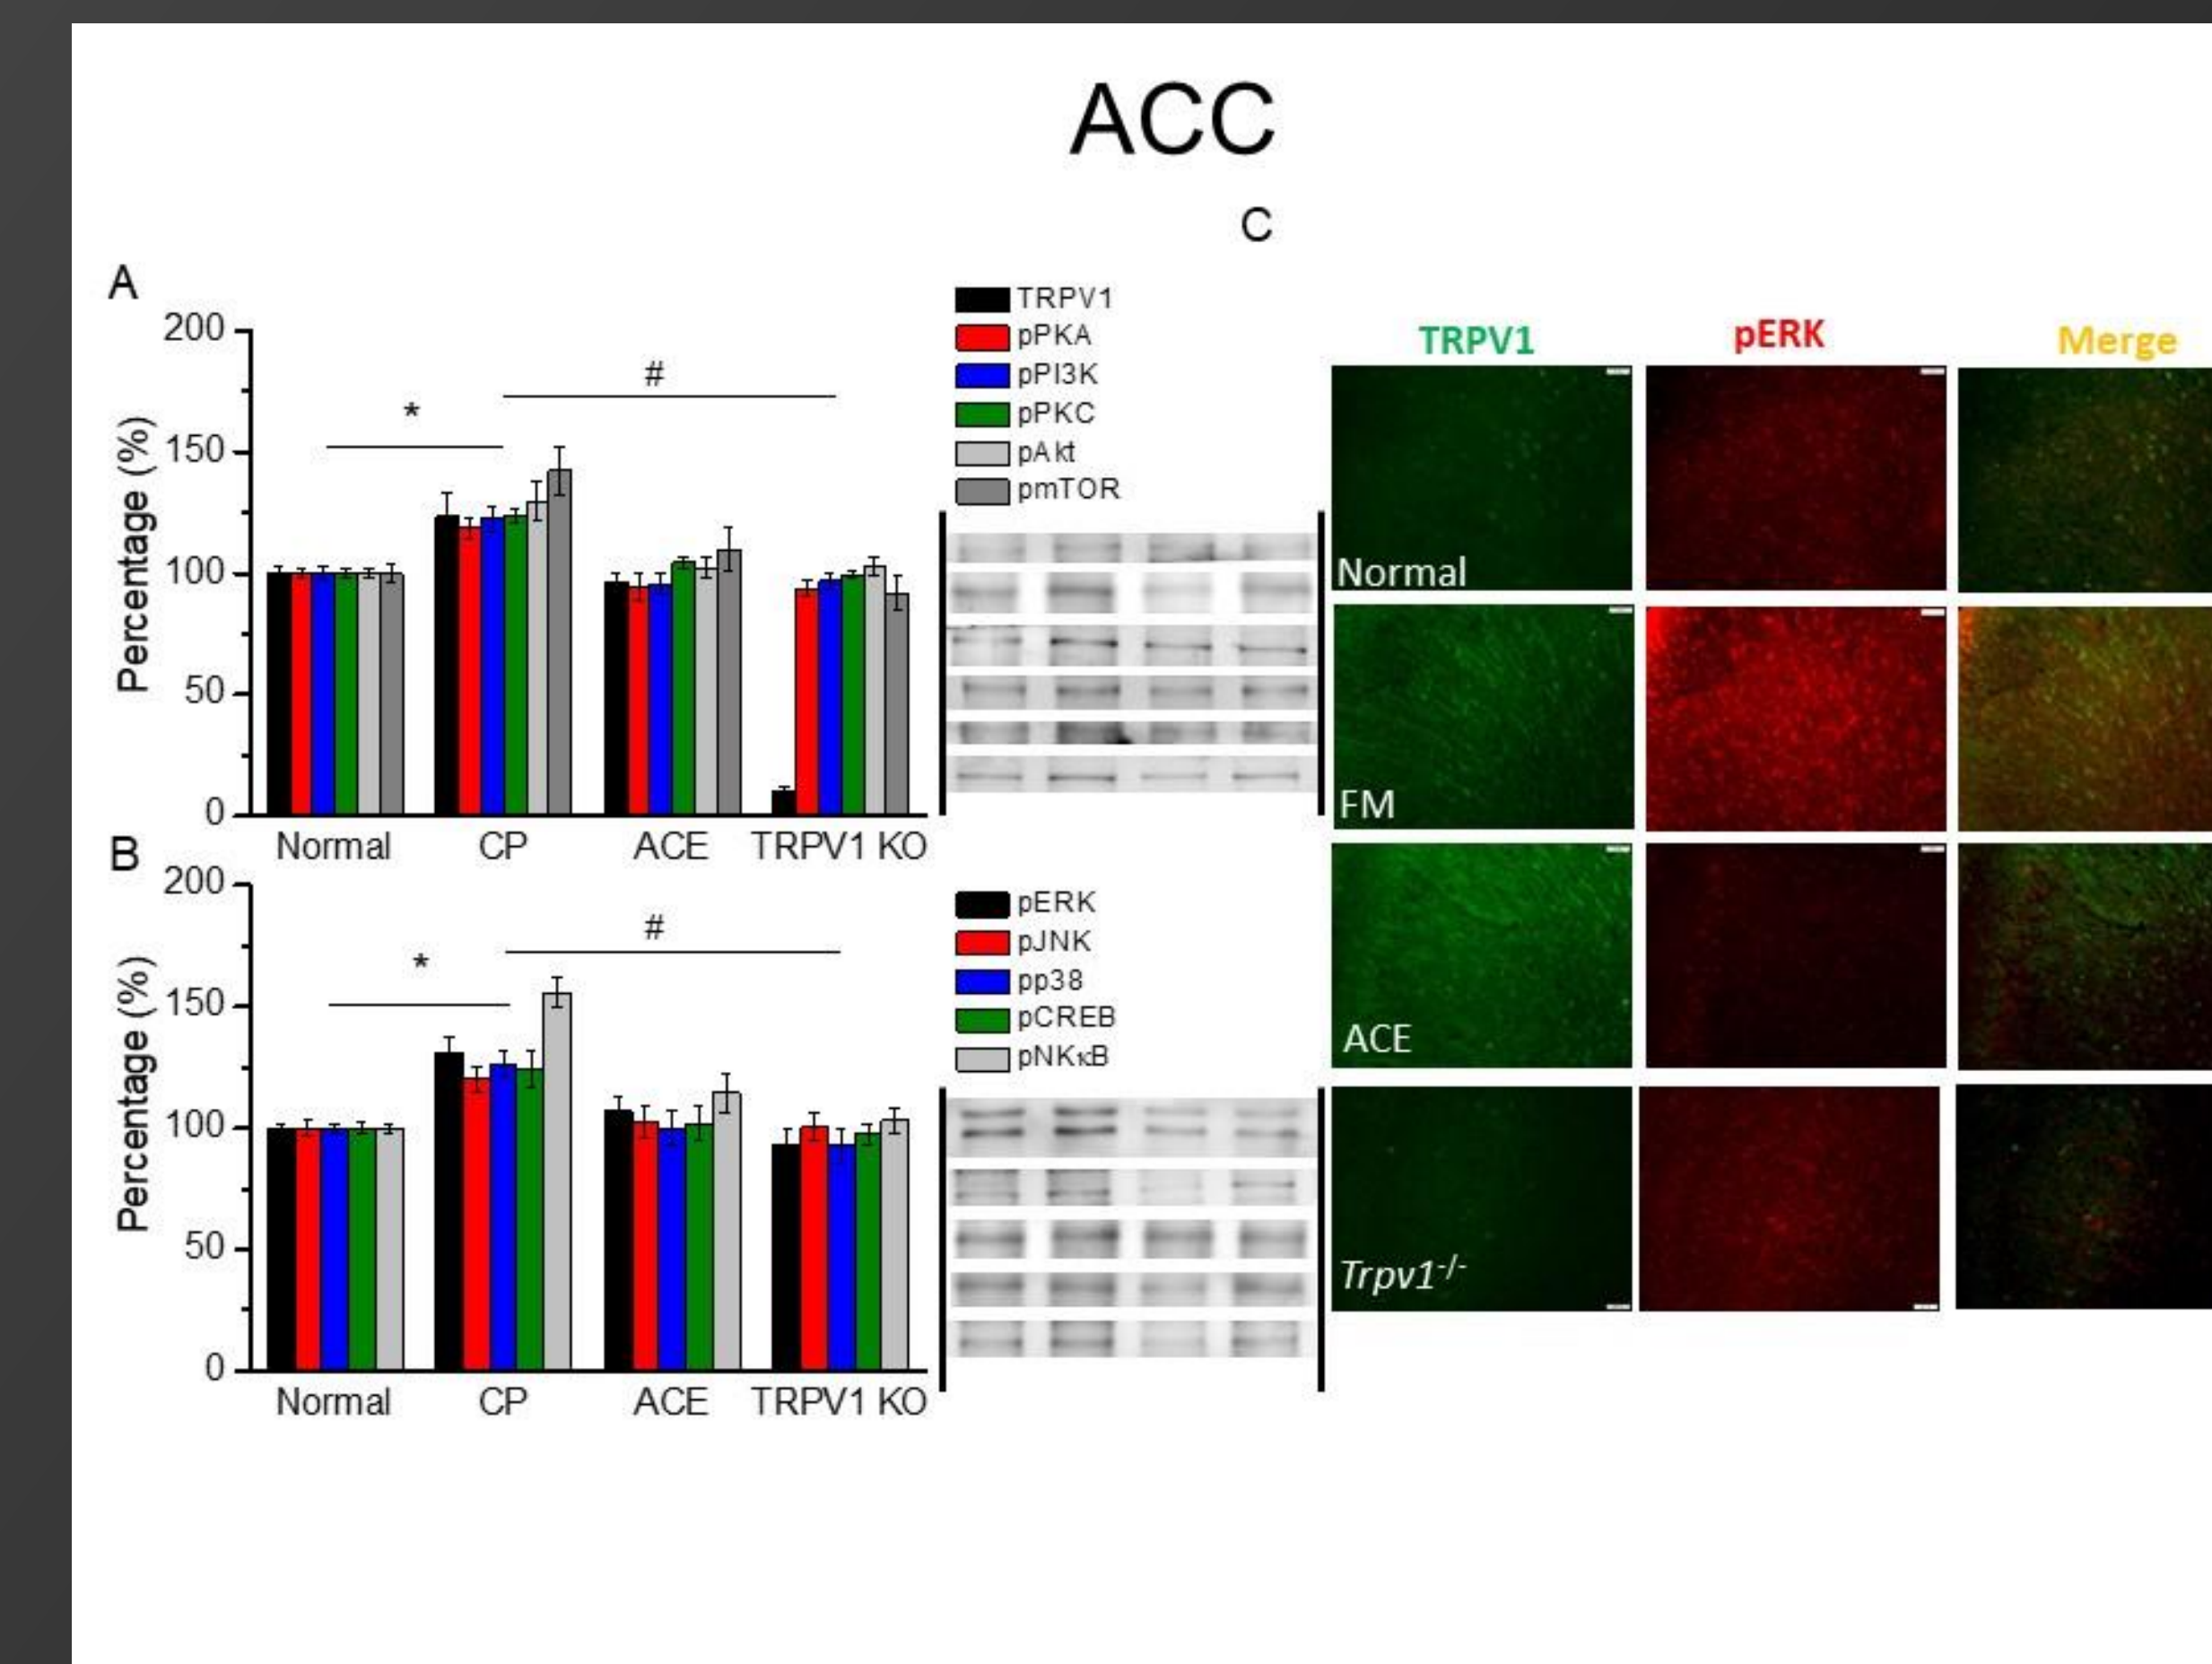 ACC
C
A
TRPV1
pPKA
pPI3K
pPKC
pAkt
pmTOR
200
150
100
50
0
Percentage (%)
*
#
Normal
CP
ACE
TRPV1 KO
B
pERK
pJNK
pp38
pCREB
pNKκB
200
150
100
50
0
Percentage (%)
*
#
Normal
CP
ACE
TRPV1 KO
TRPV1
pERK
Merge
Normal
FM
ACE
Trpv1-/-